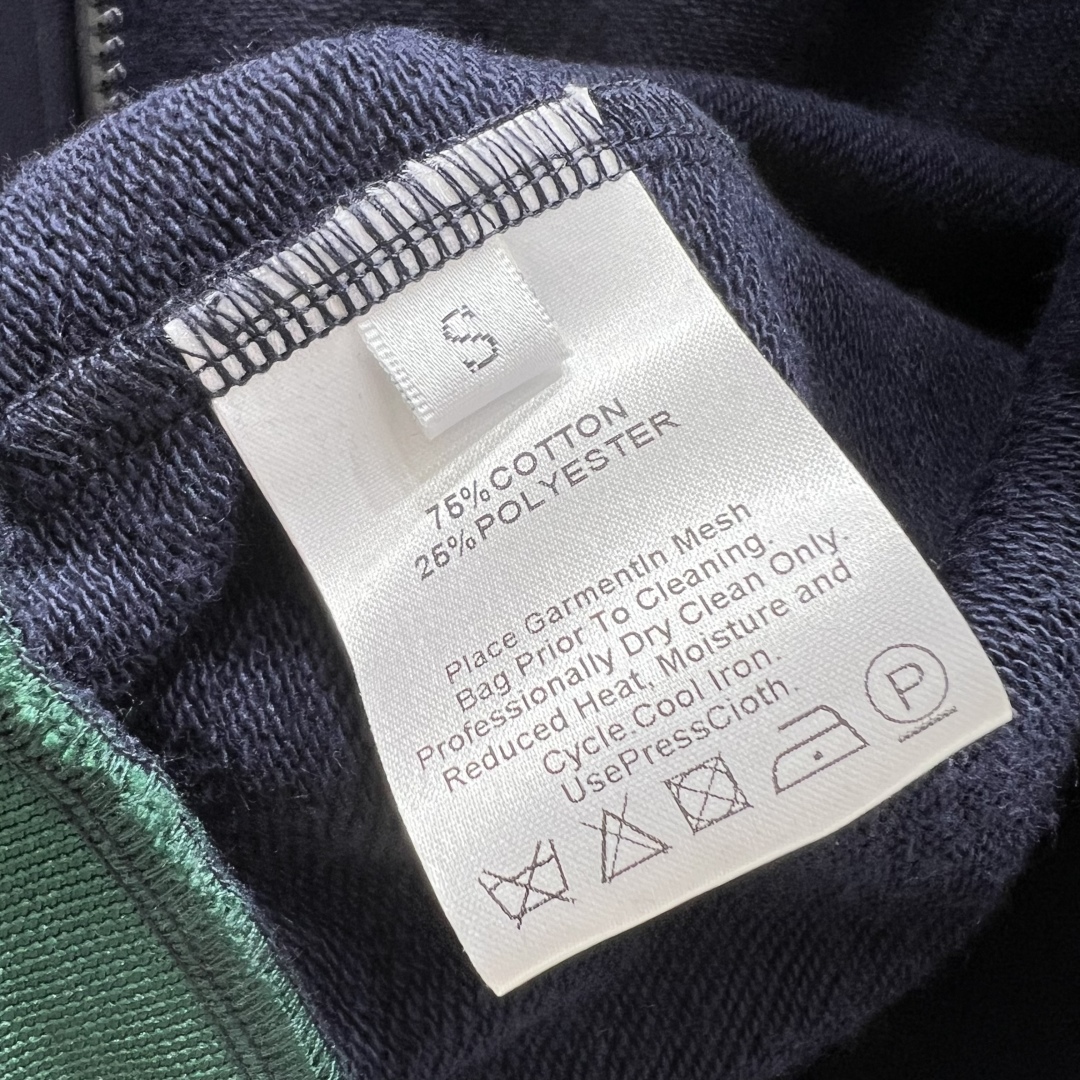 S
75%COTTON
25%POLYESTER
Place GarmentIn Mesh
Bag Prior To Cleaning.
Professionally Dry Clean Only.
Reduced Heat, Moisture and
Cycle.Cool Iron.
UsePressCloth.
P